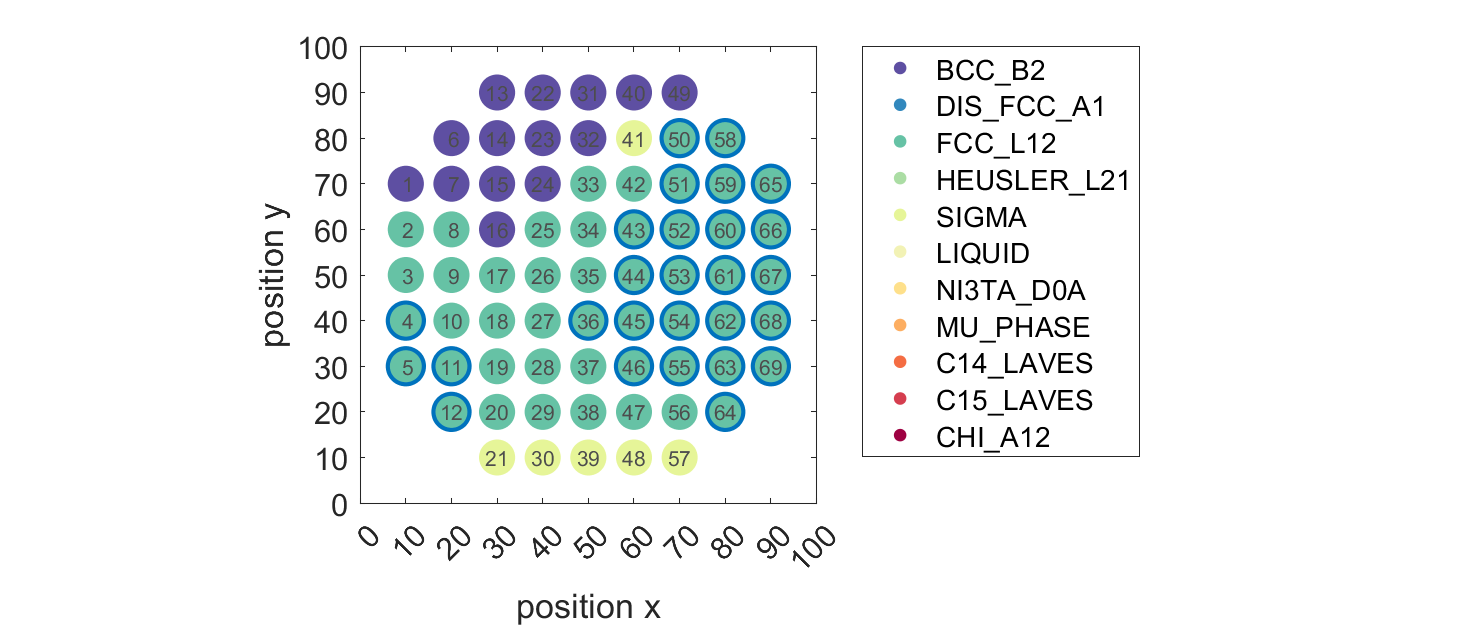 100
90
80
70
60
50
40
30
20
10
0
position y
13 22 31 40 49
6 14 23 32 41 50 58
1 7 15 24 33 42 51 59 65
2 8 16 25 34 43 52 60 66
3 9 17 26 35 44 53 61 67
4 10 18 27 36 45 54 62 68
5 11 19 28 37 46 55 63 69
12 20 29 38 47 56 64
21 30 39 48 57
0 10 20 30 40 50 60 70 80 90 100
position x
BCC_B2
DIS_FCC_A1
FCC_L12
HEUSLER_L21
SIGMA
LIQUID
NI3TA_D0A
MU_PHASE
C14_LAVES
C15_LAVES
CHI_A12